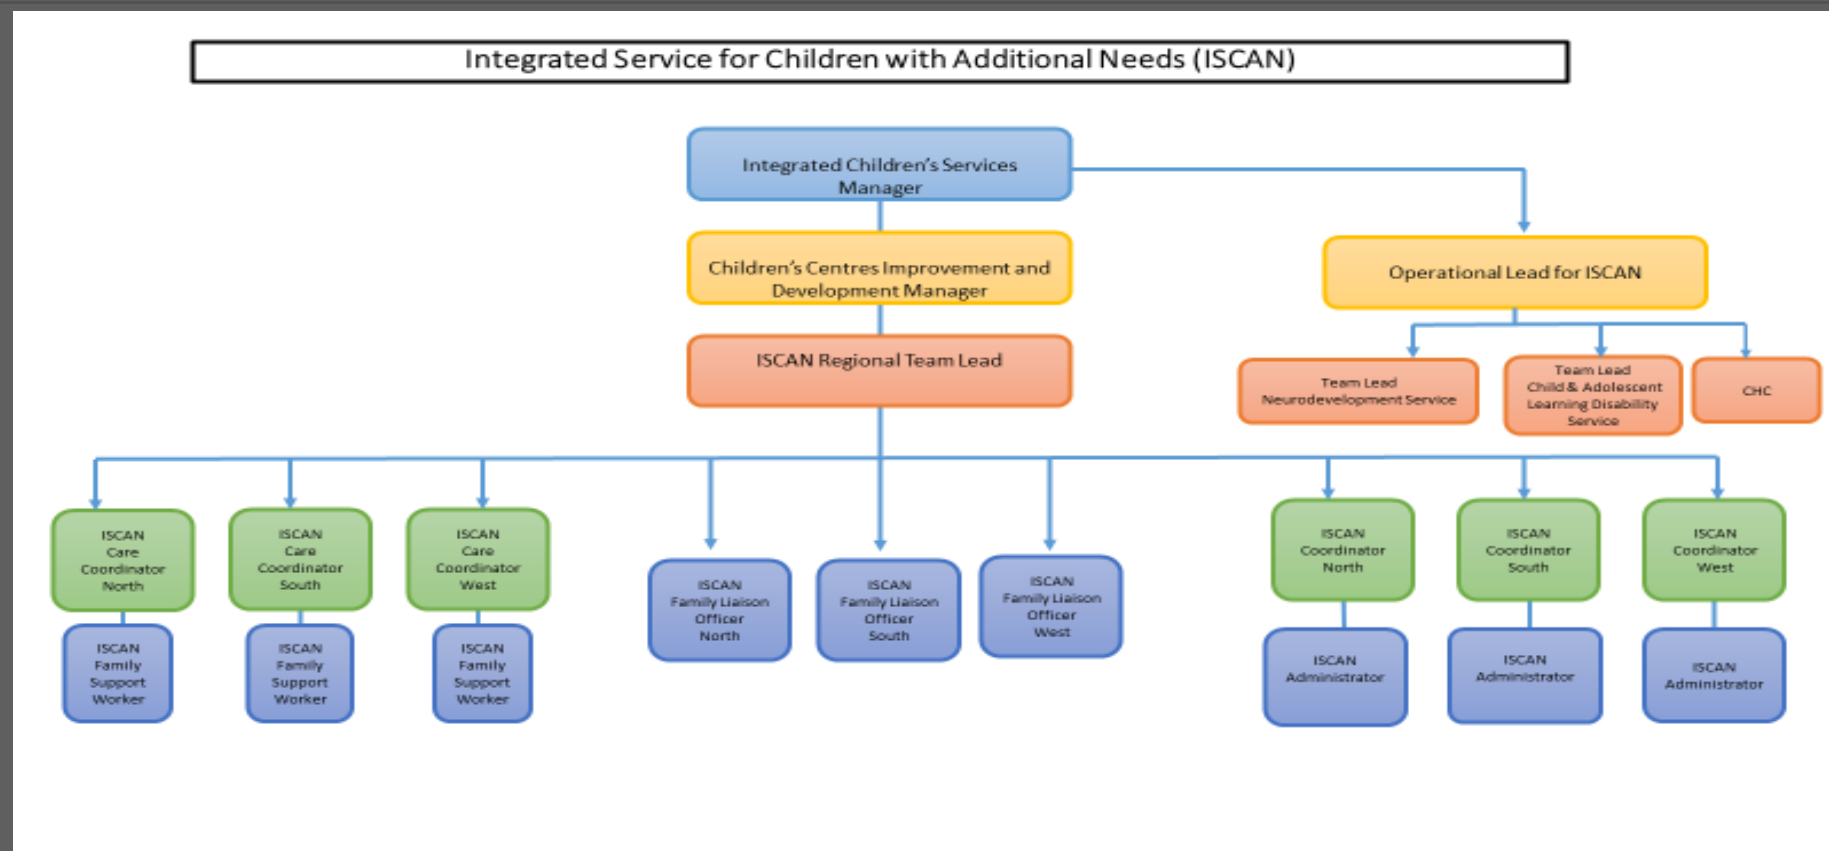 Integrated Service for Children with Additional Needs (ISCAN)
Integrated Children's Services
Manager
Children's Centres Improvement and
Development Manager
Operational Lead for ISCAN
ISCAN Regional Team Lead
Team Lead
Neurodevelopment Service
Team Lead
Child & Adolescent
Learning Disability
Service
CHC
ISCAN
Care
Coordinator
North
ISCAN
Care
Coordinator
South
ISCAN
Care
Coordinator
West
ISCAN
Family Liaison
Officer
North
ISCAN
Family Liaison
Officer
South
ISCAN
Family Liaison
Officer
West
ISCAN
Coordinator
North
ISCAN
Coordinator
South
ISCAN
Coordinator
West
ISCAN
Family
Support
Worker
ISCAN
Family
Support
Worker
ISCAN
Family
Support
Worker
ISCAN
Administrator
ISCAN
Administrator
ISCAN
Administrator